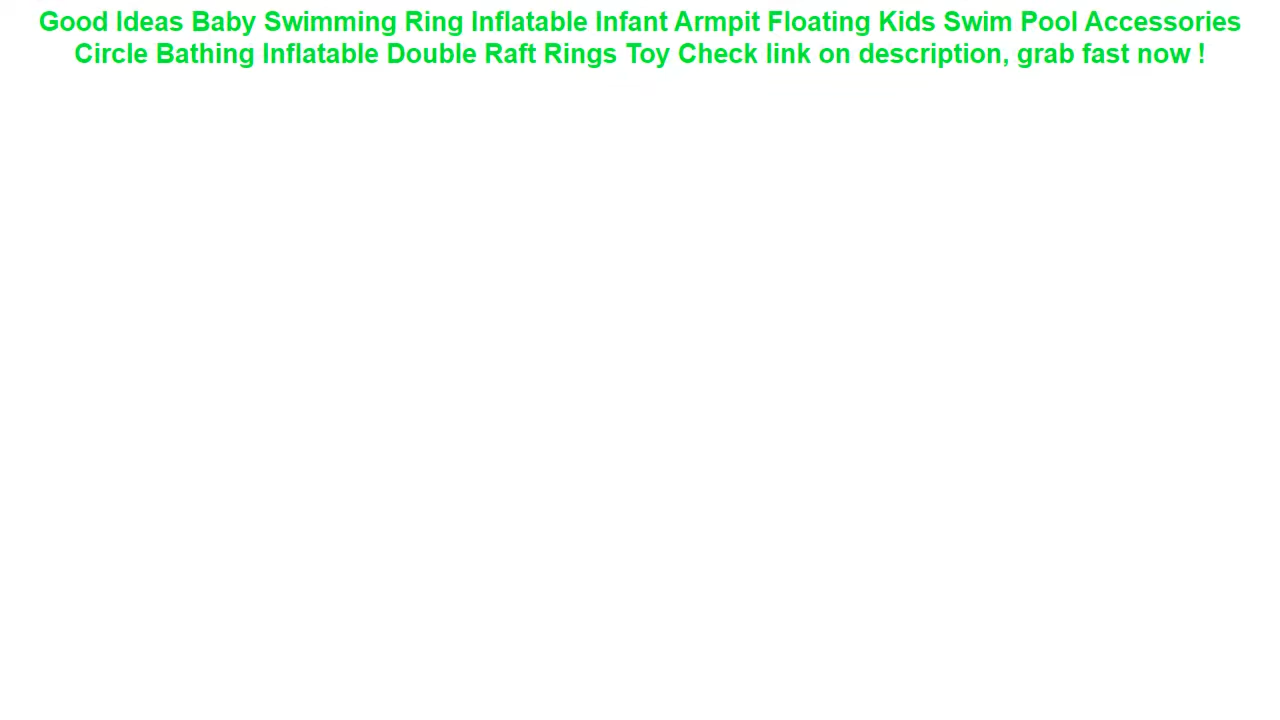 Good Ideas Baby Swimming Ring Inflatable Infant Armpit Floating Kids Swim Pool Accessories
Circle Bathing Inflatable Double Raft Rings Toy Check link on description, grab fast now !